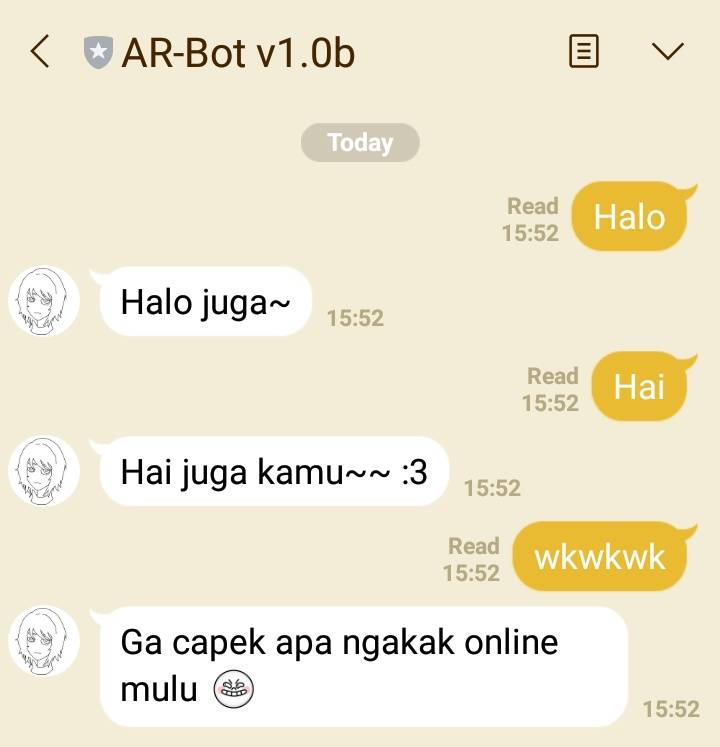 AR-Bot v1.0b
Today
Read
15:52
Halo
Halo juga~
15:52
Read
15:52
Hai
Hai juga kamu~~ :3
15:52
Read
15:52
wkwkwk
Ga capek apa ngakak online
mulu
15:52